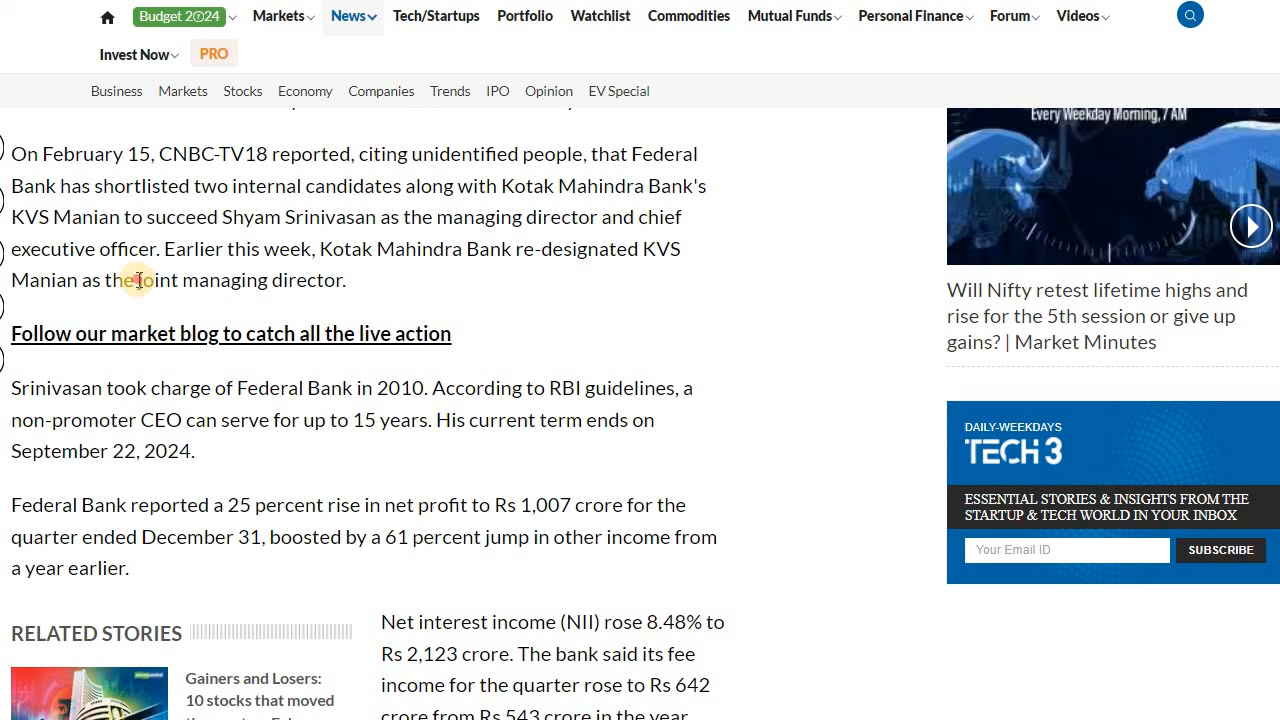 Budget 2024
Markets
News
Tech/Startups
Portfolio
Watchlist
Commodities
Mutual Funds
Personal Finance
Forum
Videos
Invest Now
PRO
Business
Markets
Stocks
Economy
Companies
Trends
IPO
Opinion
EV Special
On February 15, CNBC-TV18 reported, citing unidentified people, that Federal
Bank has shortlisted two internal candidates along with Kotak Mahindra Bank's
KVS Manian to succeed Shyam Srinivasan as the managing director and chief
executive officer. Earlier this week, Kotak Mahindra Bank re-designated KVS
Manian as the joint managing director.
Follow our market blog to catch all the live action
Srinivasan took charge of Federal Bank in 2010. According to RBI guidelines, a
non-promoter CEO can serve for up to 15 years. His current term ends on
September 22, 2024.
Federal Bank reported a 25 percent rise in net profit to Rs 1,007 crore for the
quarter ended December 31, boosted by a 61 percent jump in other income from
a year earlier.
RELATED STORIES
Gainers and Losers:
10 stocks that moved
Net interest income (NII) rose 8.48% to
Rs 2,123 crore. The bank said its fee
income for the quarter rose to Rs 642
crore from Rs 543 crore in the year
Every Weekday Morning, 7 AM
Will Nifty retest lifetime highs and
rise for the 5th session or give up
gains? | Market Minutes
DAILY-WEEKDAYS
TECH 3
ESSENTIAL STORIES & INSIGHTS FROM THE
STARTUP & TECH WORLD IN YOUR INBOX
Your Email ID
SUBSCRIBE